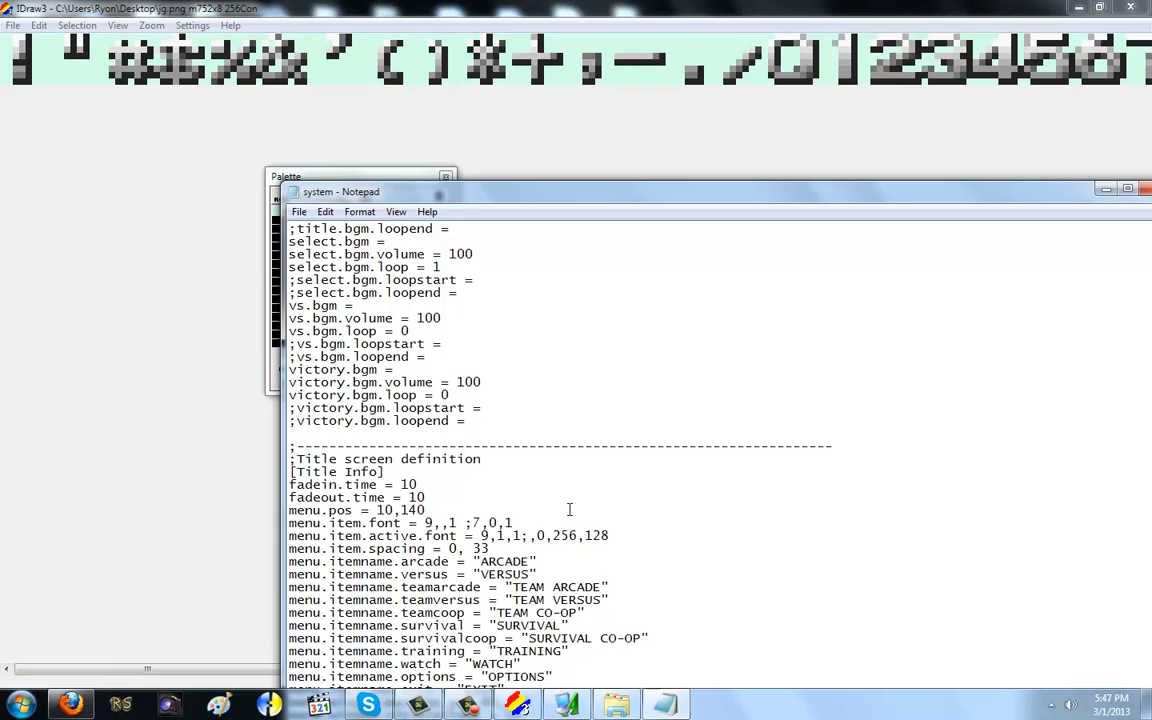 IDraw3 - C:\Users\Ryon\Desktop\jg.png m752x8 256Con
File Edit Selection View Zoom Settings Help
"#$%&'()*+,-./01234567
Palette
system - Notepad
File Edit Format View Help
;title.bgm.loopend =
select.bgm =
select.bgm.volume = 100
select.bgm.loop = 1
;select.bgm.loopstart =
;select.bgm.loopend =
vs.bgm =
vs.bgm.volume = 100
vs.bgm.loop = 0
;vs.bgm.loopstart =
;vs.bgm.loopend =
victory.bgm =
victory.bgm.volume = 100
victory.bgm.loop = 0
;victory.bgm.loopstart =
;victory.bgm.loopend =
;--------------------------------------------------------------------
;Title screen definition
[Title Info]
fadein.time = 10
fadeout.time = 10
menu.pos = 10,140
menu.item.font = 9,,1 ;7,0,1
menu.item.active.font = 9,1,1;,0,256,128
menu.item.spacing = 0, 33
menu.itemname.arcade = "ARCADE"
menu.itemname.versus = "VERSUS"
menu.itemname.teamarcade = "TEAM ARCADE"
menu.itemname.teamversus = "TEAM VERSUS"
menu.itemname.teamcoop = "TEAM CO-OP"
menu.itemname.survival = "SURVIVAL"
menu.itemname.survivalcoop = "SURVIVAL CO-OP"
menu.itemname.training = "TRAINING"
menu.itemname.watch = "WATCH"
menu.itemname.options = "OPTIONS"
RS
321
5:47 PM
3/1/2013